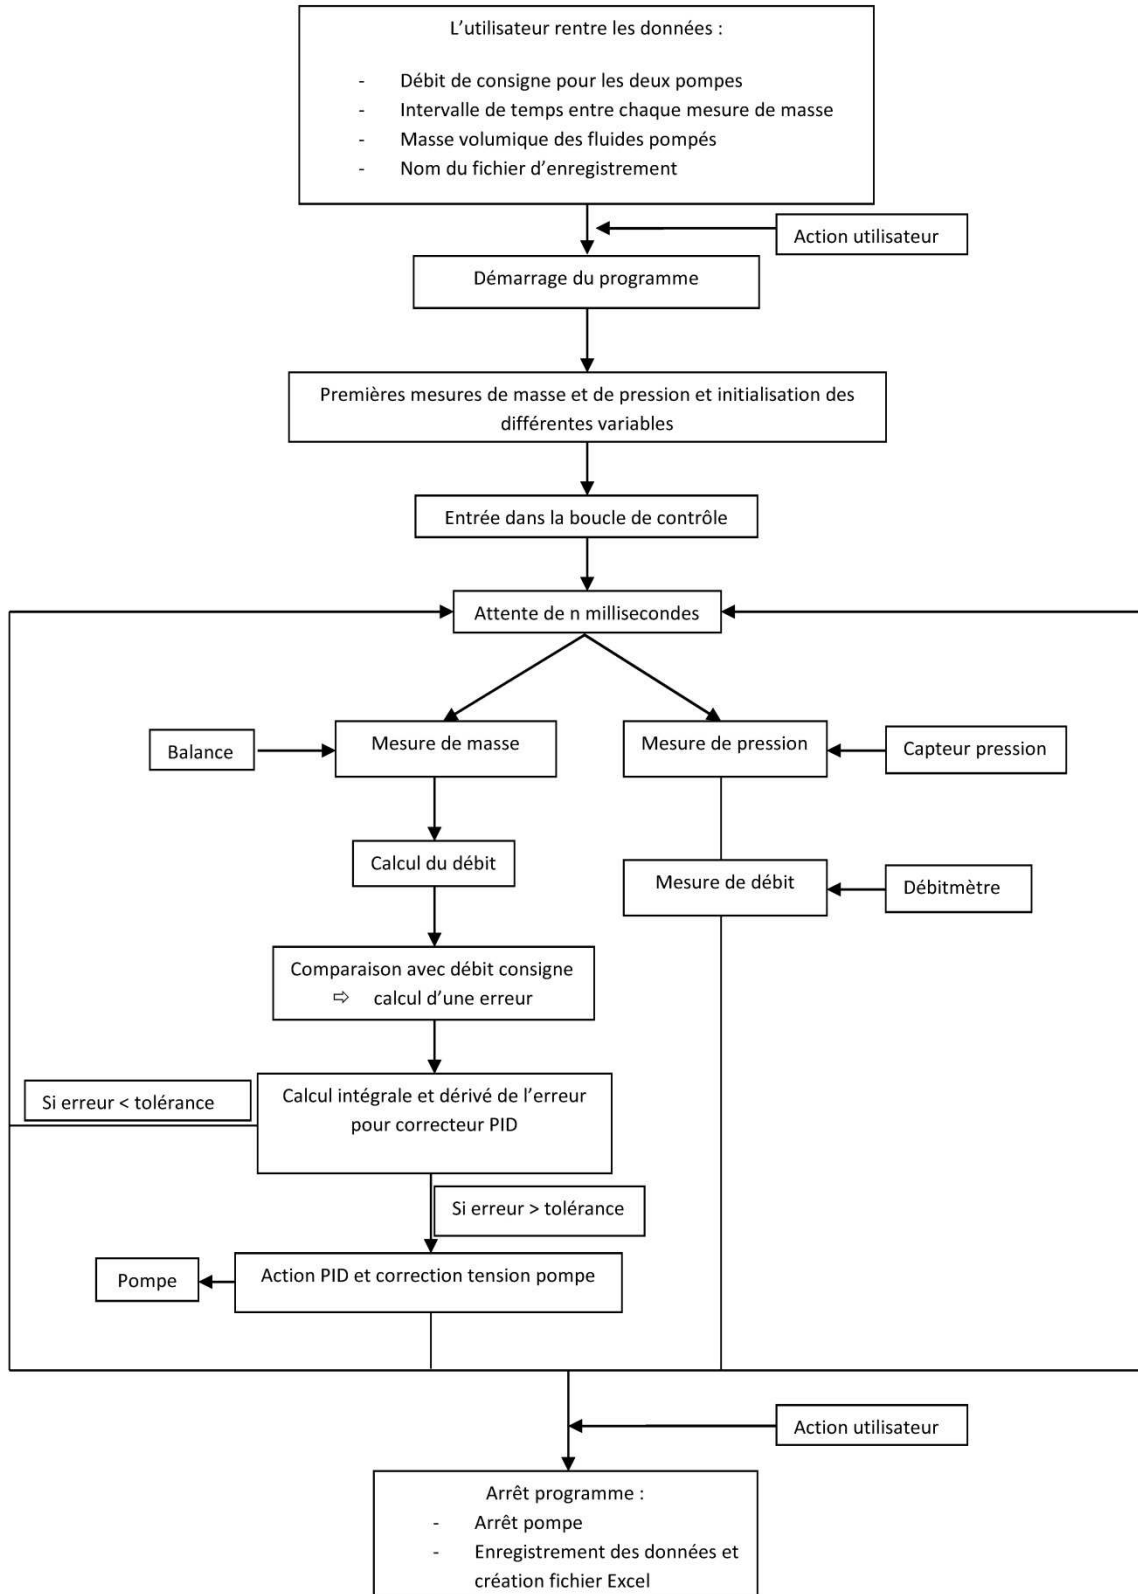 L'utilisateur rentre les données :
- Débit de consigne pour les deux pompes
- Intervalle de temps entre chaque mesure de masse
- Masse volumique des fluides pompés
- Nom du fichier d'enregistrement
Action utilisateur
Démarrage du programme
Premières mesures de masse et de pression et initialisation des
différentes variables
Entrée dans la boucle de contrôle
Attente de n millisecondes
Balance
Mesure de masse
Mesure de pression
Capteur pression
Calcul du débit
Mesure de débit
Débitmètre
Comparaison avec débit consigne
⇨ calcul d'une erreur
Si erreur < tolérance
Calcul intégrale et dérivé de l'erreur
pour correcteur PID
Si erreur > tolérance
Pompe
Action PID et correction tension pompe
Action utilisateur
Arrêt programme :
- Arrêt pompe
- Enregistrement des données et
création fichier Excel